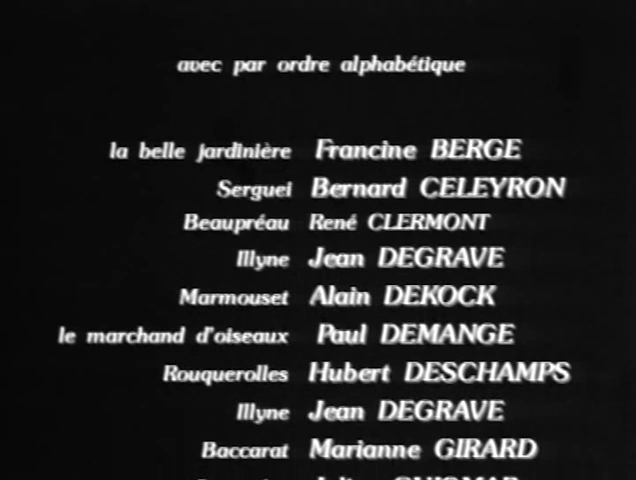 avec par ordre alphabétique
la belle jardinière Francine BERGE
Serguei Bernard CELEYRON
Beaupréau René CLERMONT
Illyne Jean DEGRAVE
Marmouset Alain DEKOCK
le marchand d'oiseaux Paul DEMANGE
Rouquerolles Hubert DESCHAMPS
Illyne Jean DEGRAVE
Baccarat Marianne GIRARD